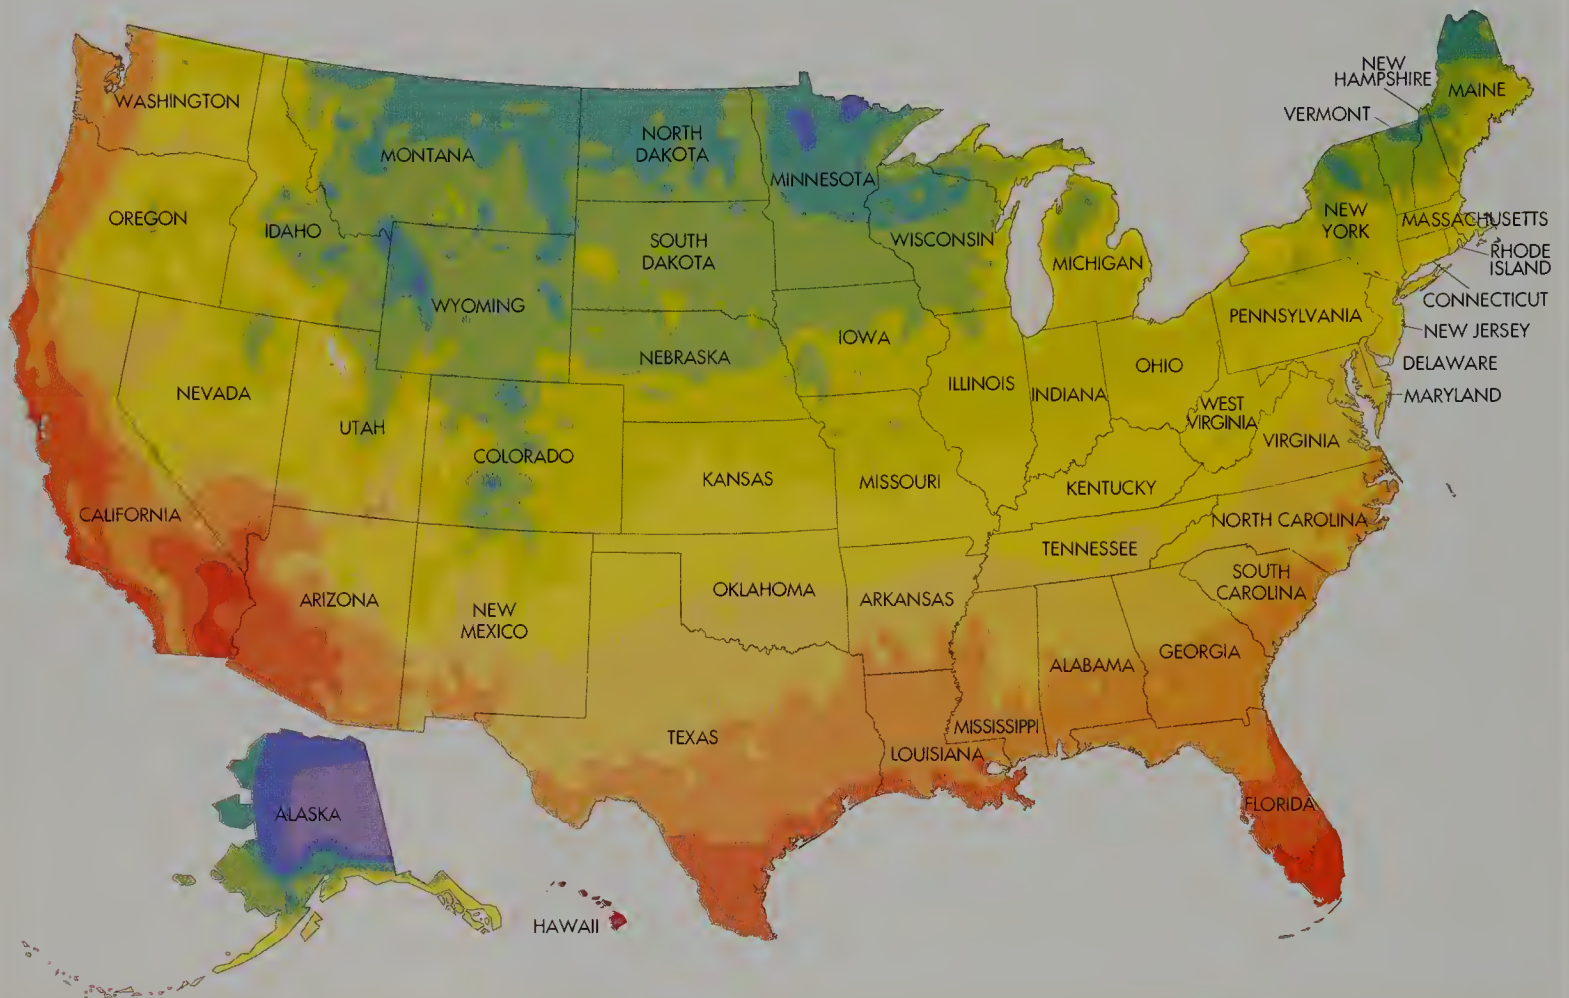 WASHINGTON
OREGON
IDAHO
MONTANA
WYOMING
NORTH
DAKOTA
SOUTH
DAKOTA
NEBRASKA
MINNESOTA
WISCONSIN
IOWA
MICHIGAN
NEW
HAMPSHIRE
VERMONT
MAINE
NEW
YORK
MASSACHUSETTS
RHODE
ISLAND
CONNECTICUT
NEW JERSEY
PENNSYLVANIA
DELAWARE
MARYLAND
NEVADA
UTAH
COLORADO
KANSAS
MISSOURI
ILLINOIS
INDIANA
OHIO
WEST
VIRGINIA
VIRGINIA
KENTUCKY
CALIFORNIA
ARIZONA
NEW
MEXICO
OKLAHOMA
ARKANSAS
TENNESSEE
NORTH CAROLINA
SOUTH
CAROLINA
TEXAS
LOUISIANA
MISSISSIPPI
ALABAMA
GEORGIA
FLORIDA
ALASKA
HAWAII